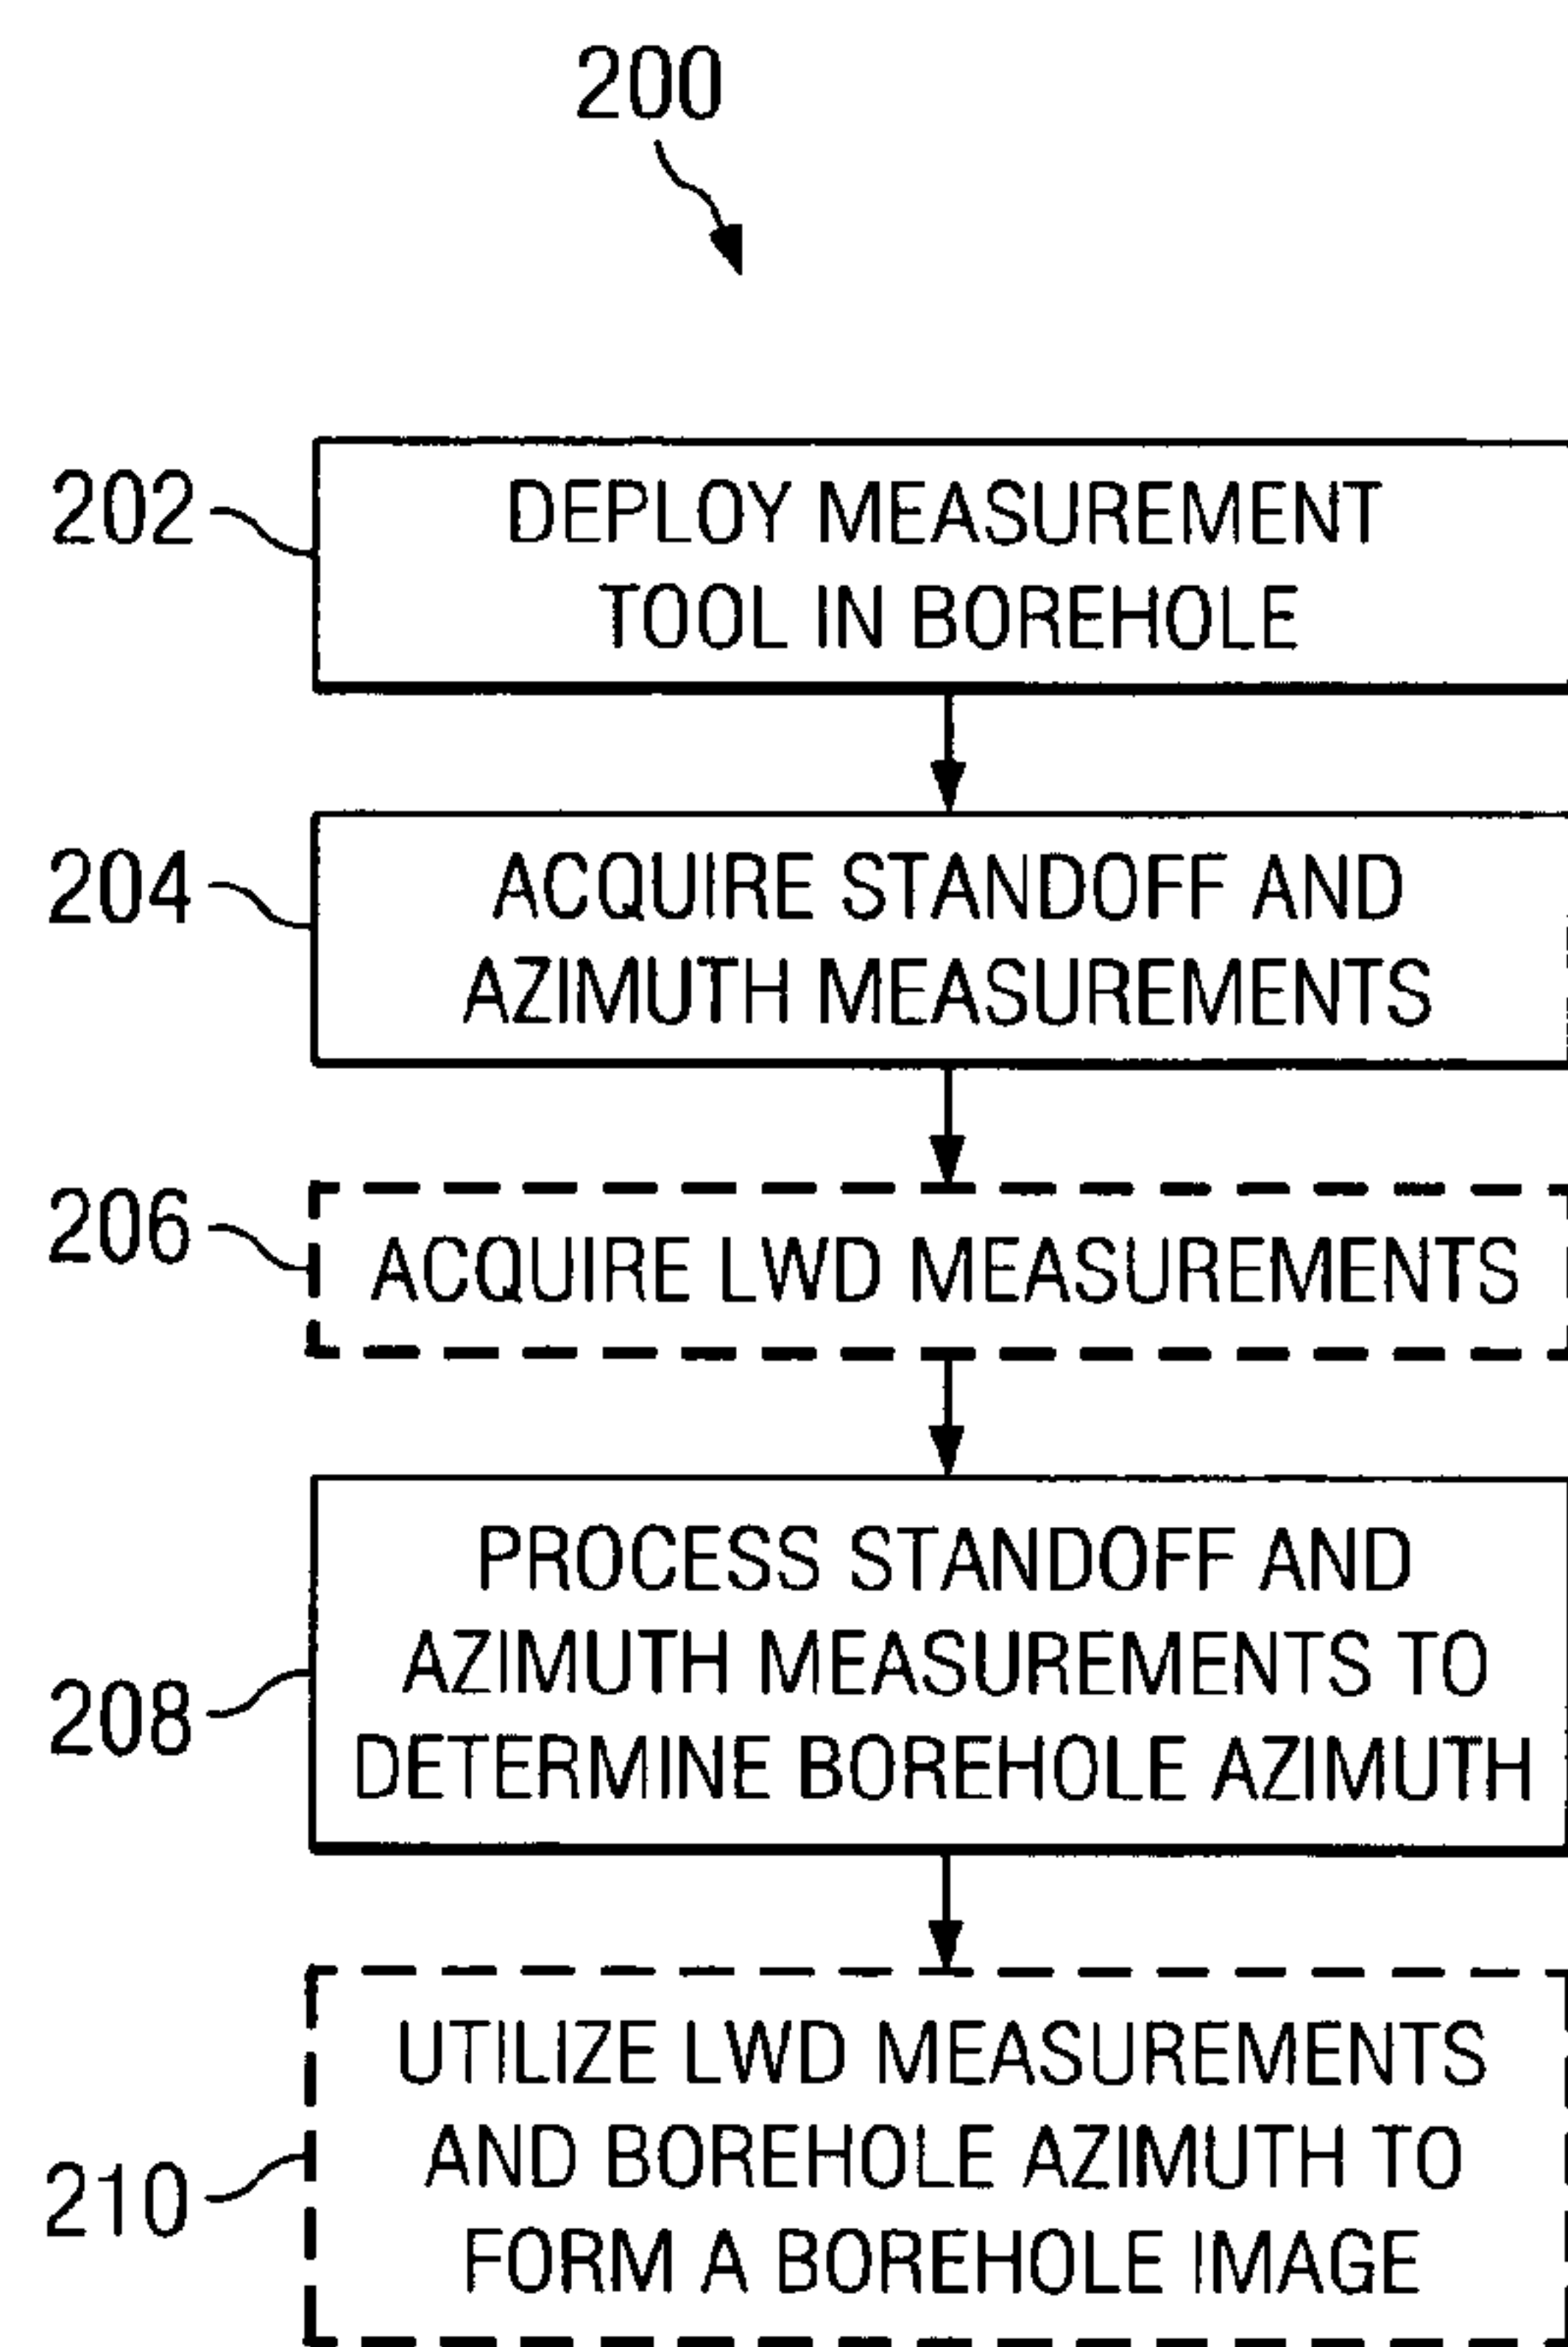 200
202
DEPLOY MEASUREMENT
TOOL IN BOREHOLE
204
ACQUIRE STANDOFF AND
AZIMUTH MEASUREMENTS
206
ACQUIRE LWD MEASUREMENTS
208
PROCESS STANDOFF AND
AZIMUTH MEASUREMENTS TO
DETERMINE BOREHOLE AZIMUTH
210
UTILIZE LWD MEASUREMENTS
AND BOREHOLE AZIMUTH TO
FORM A BOREHOLE IMAGE